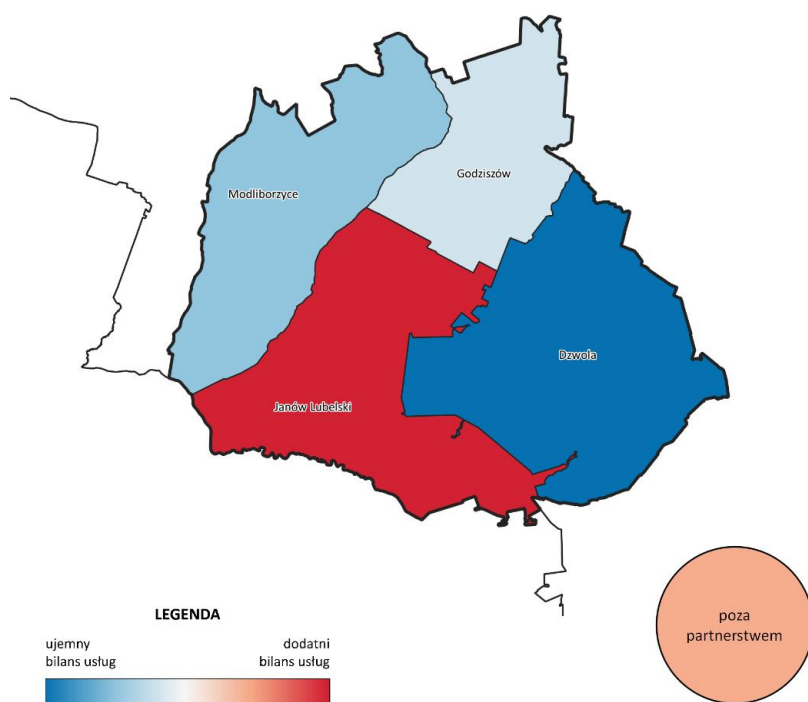 Modliborzyce
Godziszów
Dzwola
Janów Lubelski
LEGENDA
ujemny
bilans usług
dodatni
bilans usług
poza
partnerstwem